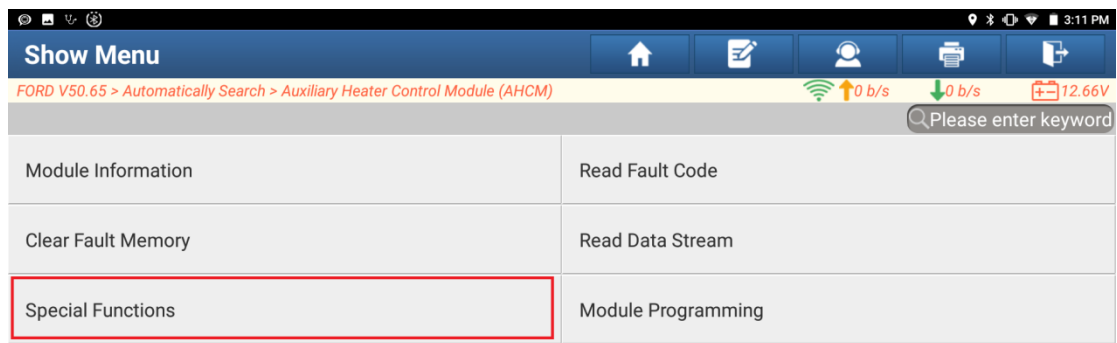 3:11 PM
Show Menu
FORD V50.65 > Automatically Search > Auxiliary Heater Control Module (AHCM) 0 b/s 0 b/s 12.66V
Please enter keyword
Module Information Read Fault Code
Clear Fault Memory Read Data Stream
Special Functions Module Programming